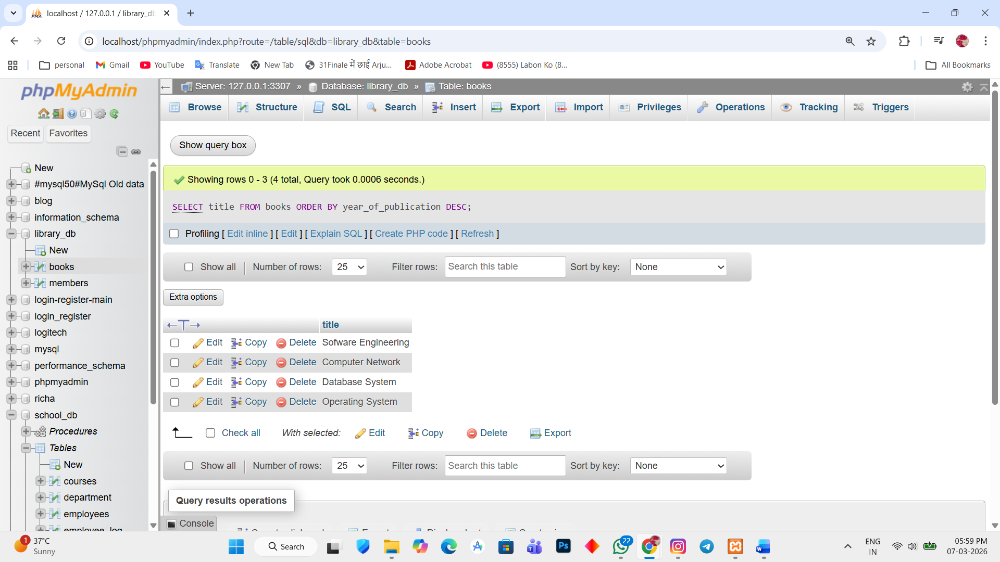 localhost / 127.0.0.1 / library_db
localhost/phpmyadmin/index.php?route=/table/sql&db=library_db&table=books
personal
Gmail
YouTube
Translate
New Tab
31Finale में छाई Arju...
Adobe Acrobat
(8555) Labon Ko (8...
All Bookmarks
phpMyAdmin
Recent
Favorites
New
#mysql50#MySql Old data
blog
information_schema
library_db
New
books
members
login-register-main
login_register
logitech
mysql
performance_schema
phpmyadmin
richa
school_db
Procedures
Tables
New
courses
department
employees
employee_log
Server: 127.0.0.1:3307 » Database: library_db » Table: books
Browse
Structure
SQL
Search
Insert
Export
Import
Privileges
Operations
Tracking
Triggers
Show query box
Showing rows 0 - 3 (4 total, Query took 0.0006 seconds.)
SELECT title FROM books ORDER BY year_of_publication DESC;
Profiling [ Edit inline ] [ Edit ] [ Explain SQL ] [ Create PHP code ] [ Refresh ]
Show all | Number of rows: 25 Filter rows: Search this table Sort by key: None
Extra options
title
Edit Copy Delete Sofware Engineering
Edit Copy Delete Computer Network
Edit Copy Delete Database System
Edit Copy Delete Operating System
Check all With selected: Edit Copy Delete Export
Show all | Number of rows: 25 Filter rows: Search this table Sort by key: None
Query results operations
Console
1
37°C
Sunny
Search
Ps
22
ENG
IN
05:59 PM
07-03-2026